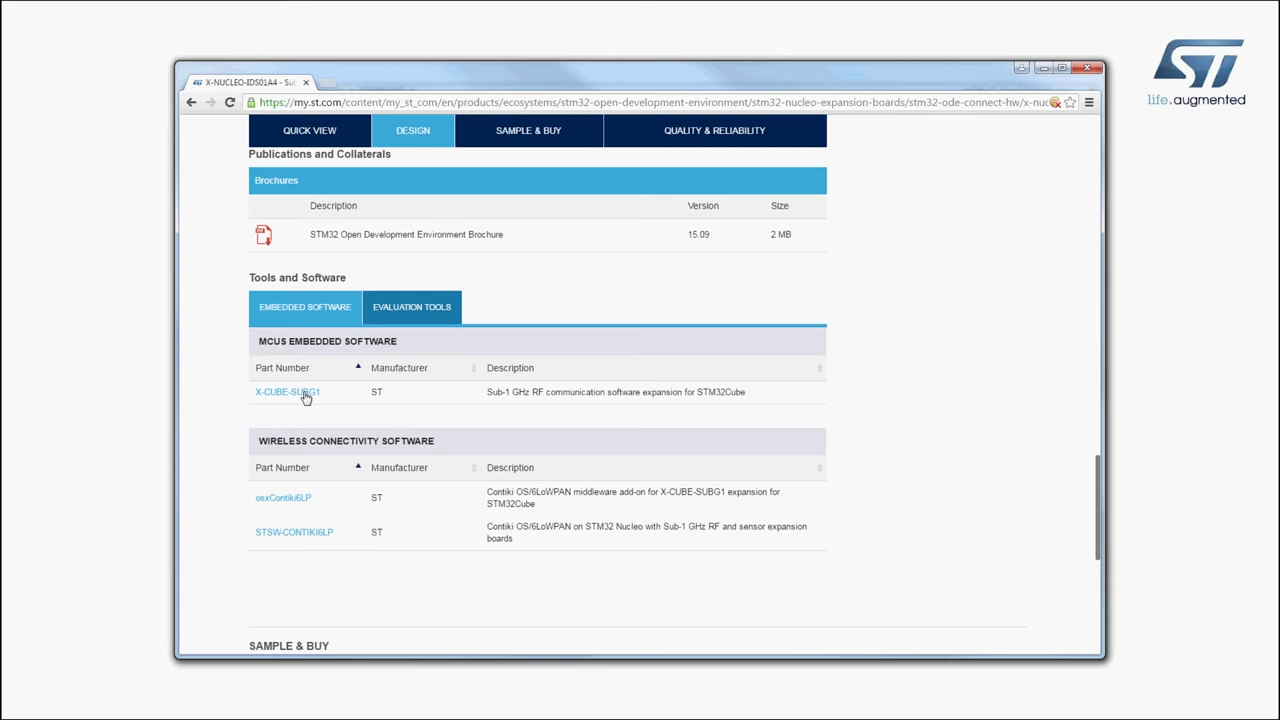 X-NUCLEO-IDS01A4 - Su
https://my.st.com/content/my_st_com/en/products/ecosystems/stm32-open-development-environment/stm32-nucleo-expansion-boards/stm32-ode-connect-hw/x-nuc
ST
life.augmented
QUICK VIEW DESIGN SAMPLE & BUY QUALITY & RELIABILITY
Publications and Collaterals
Brochures
Description Version Size
STM32 Open Development Environment Brochure 15.09 2 MB
Tools and Software
EMBEDDED SOFTWARE EVALUATION TOOLS
MCUS EMBEDDED SOFTWARE
Part Number Manufacturer Description
X-CUBE-SUBG1 ST Sub-1 GHz RF communication software expansion for STM32Cube
WIRELESS CONNECTIVITY SOFTWARE
Part Number Manufacturer Description
osxContiki6LP ST Contiki OS/6LoWPAN middleware add-on for X-CUBE-SUBG1 expansion for
STM32Cube
STSW-CONTIKI6LP ST Contiki OS/6LoWPAN on STM32 Nucleo with Sub-1 GHz RF and sensor expansion
boards
SAMPLE & BUY